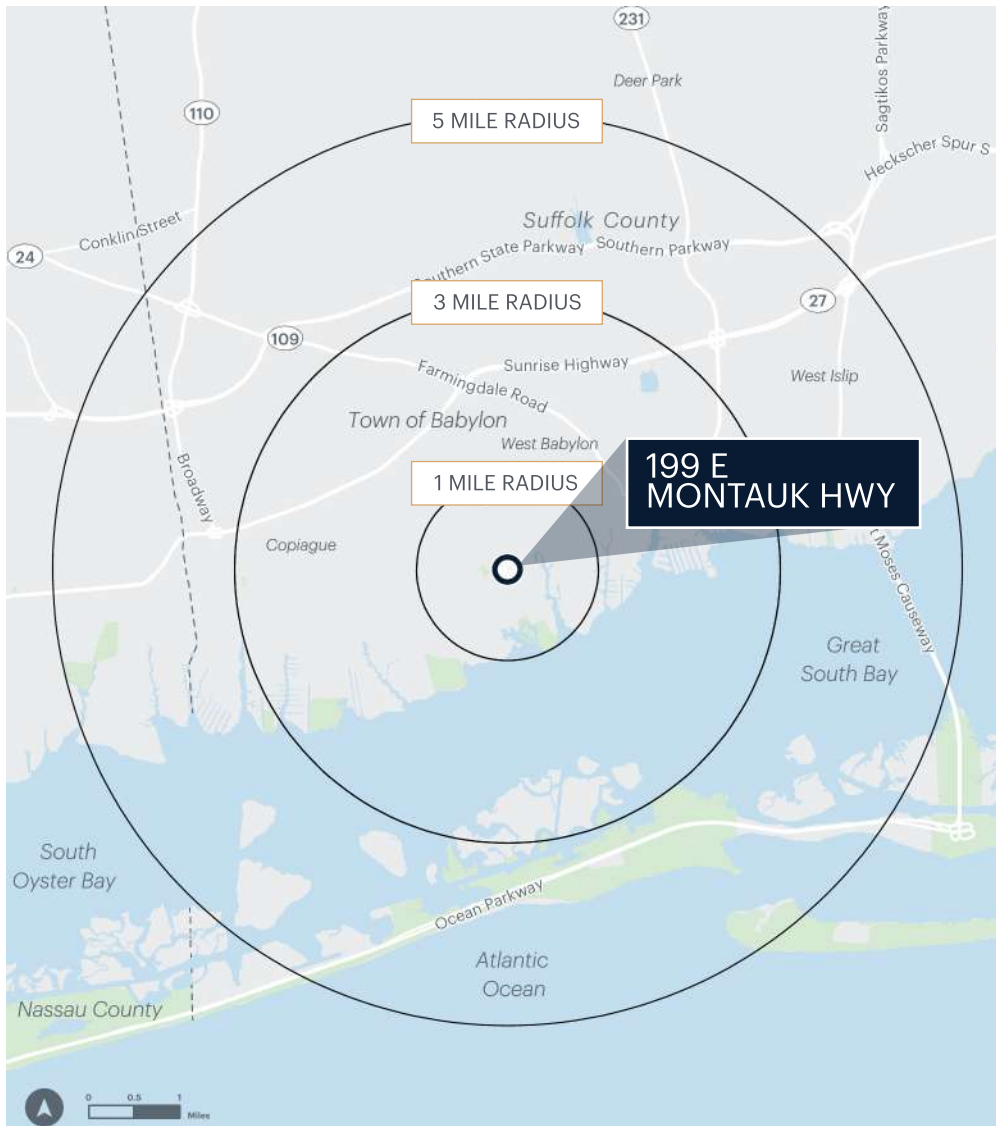 231
Deer Park
Sagtikos Parkway
110
5 MILE RADIUS
Heckscher Spur S
Conklin Street
Suffolk County
24
Southern State Parkway
Southern Parkway
3 MILE RADIUS
27
109
Sunrise Highway
Farmingdale Road
West Islip
Town of Babylon
West Babylon
199 E
MONTAUK HWY
Broadway
1 MILE RADIUS
Copiague
t Moses Causeway
Great
South Bay
South
Oyster Bay
Ocean Parkway
Atlantic
Ocean
Nassau County
0 0.5 1
Miles